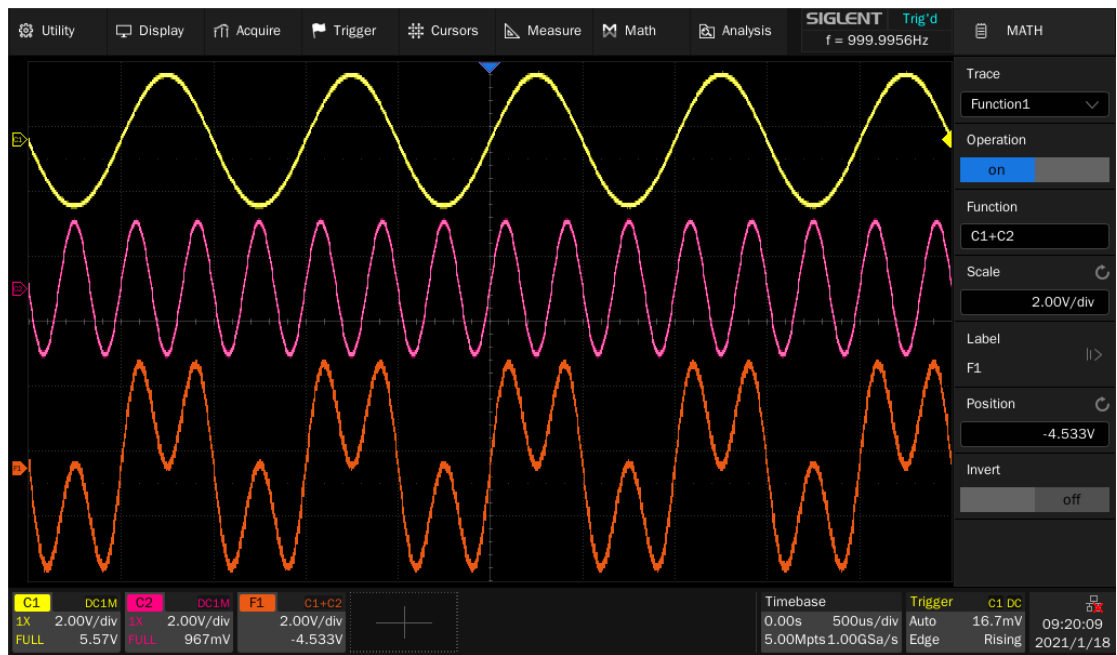 Utility Display Acquire Trigger Cursors Measure Math Analysis SIGLENT Trig'd
f = 999.9956Hz
MATH
Trace
Function1
Operation
on
Function
C1+C2
Scale
2.00V/div
Label
F1
Position
-4.533V
Invert
off
C1
C2
F1
C1 DC1M
1X 2.00V/div
FULL 5.57V
C2 DC1M
1X 2.00V/div
FULL 967mV
F1 C1+C2
2.00V/div
-4.533V
Timebase
0.00s 500us/div
5.00Mpts 1.00GSa/s
Trigger C1 DC
Auto 16.7mV
Edge Rising
09:20:09
2021/1/18